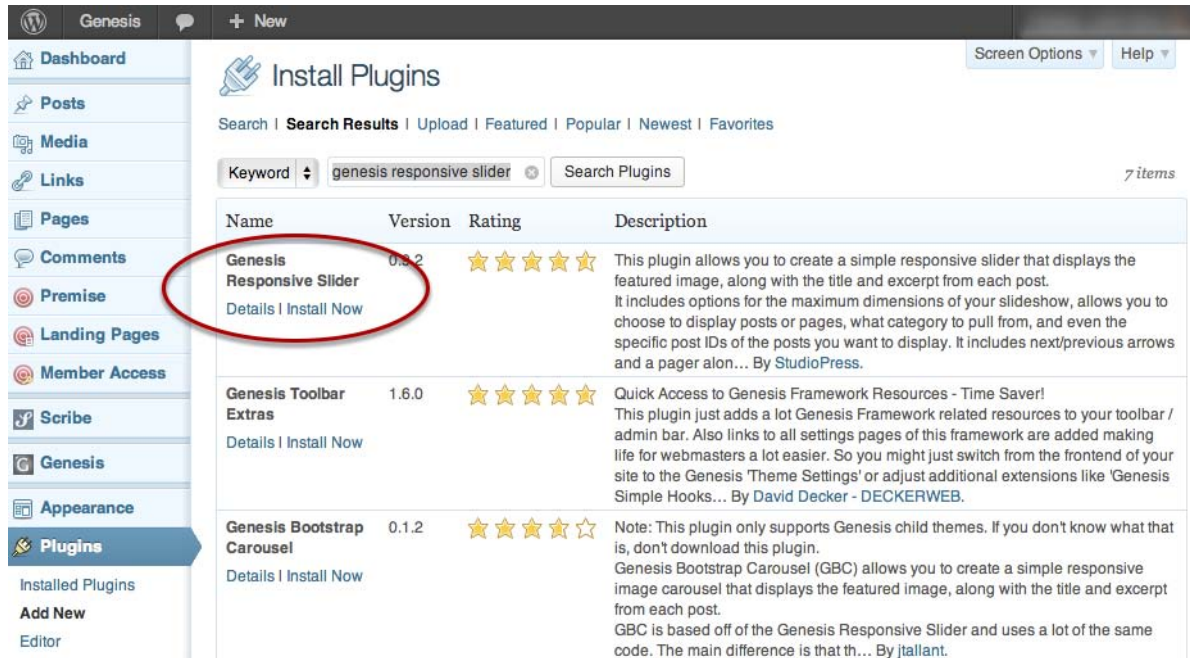 Genesis
+ New
Screen Options
Help
Dashboard
Posts
Media
Links
Pages
Comments
Premise
Landing Pages
Member Access
Scribe
Genesis
Appearance
Plugins
Installed Plugins
Add New
Editor
Install Plugins
Search | Search Results | Upload | Featured | Popular | Newest | Favorites
Keyword
genesis responsive slider
Search Plugins
7 items
Name
Version
Rating
Description
Genesis
Responsive Slider
Details | Install Now
This plugin allows you to create a simple responsive slider that displays the
featured image, along with the title and excerpt from each post.
It includes options for the maximum dimensions of your slideshow, allows you to
choose to display posts or pages, what category to pull from, and even the
specific post IDs of the posts you want to display. It includes next/previous arrows
and a pager alon... By StudioPress.
Genesis Toolbar
Extras
Details | Install Now
1.6.0
Quick Access to Genesis Framework Resources - Time Saver!
This plugin just adds a lot Genesis Framework related resources to your toolbar /
admin bar. Also links to all settings pages of this framework are added making
life for webmasters a lot easier. So you might just switch from the frontend of your
site to the Genesis 'Theme Settings' or adjust additional extensions like 'Genesis
Simple Hooks... By David Decker - DECKERWEB.
Genesis Bootstrap
Carousel
Details | Install Now
0.1.2
Note: This plugin only supports Genesis child themes. If you don't know what that
is, don't download this plugin.
Genesis Bootstrap Carousel (GBC) allows you to create a simple responsive
image carousel that displays the featured image, along with the title and excerpt
from each post.
GBC is based off of the Genesis Responsive Slider and uses a lot of the same
code. The main difference is that th... By jtallant.